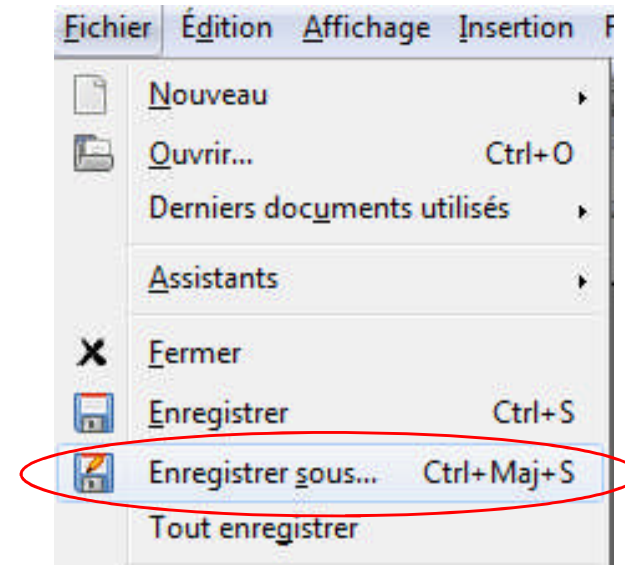 Fichier Édition Affichage Insertion F
Nouveau
Ouvrir... Ctrl+O
Derniers documents utilisés
Assistants
Fermer
Enregistrer Ctrl+S
Enregistrer sous... Ctrl+Maj+S
Tout enregistrer